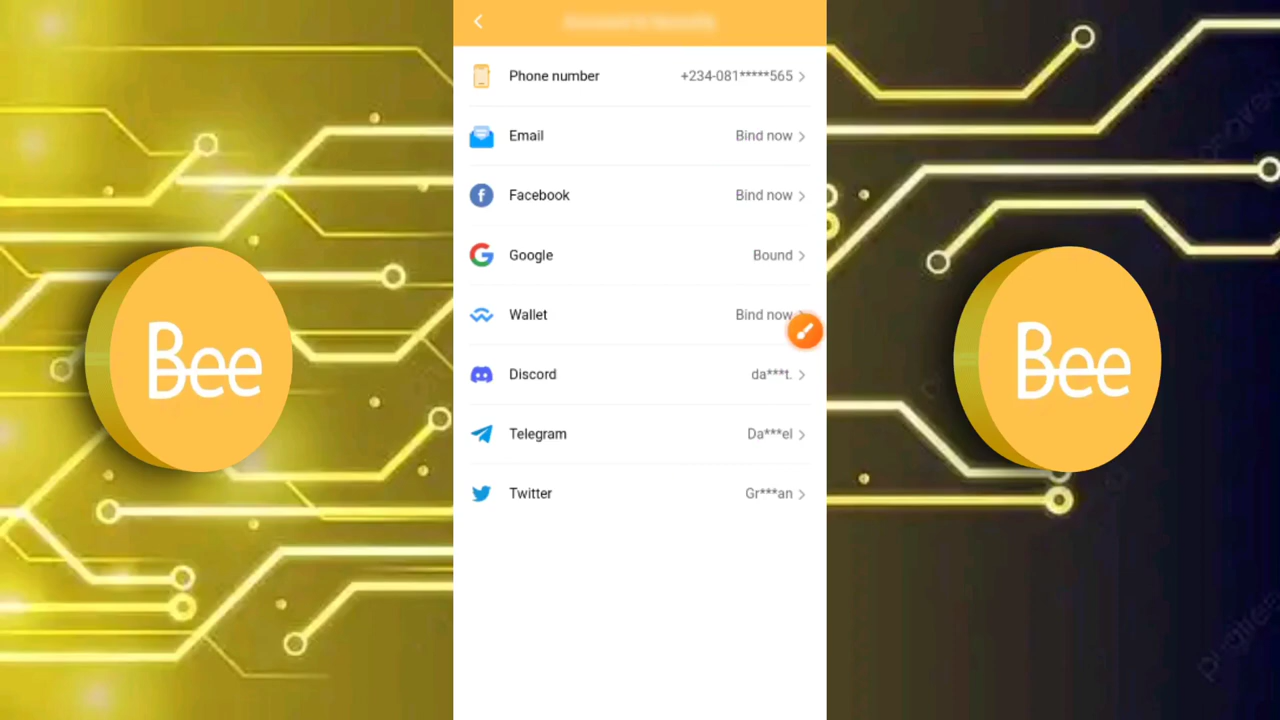 Phone number +234-081*****565
Email Bind now
Facebook Bind now
Google Bound
Wallet Bind now
Discord da***t.
Telegram Da***el
Twitter Gr***an
Bee
Bee